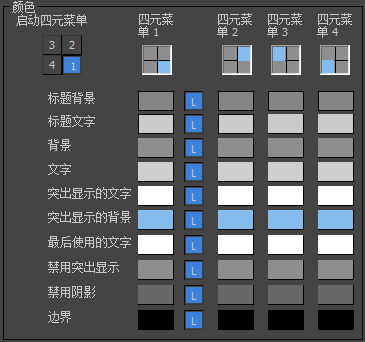 颜色
启动四元菜单
四元菜单 1
四元菜单 2
四元菜单 3
四元菜单 4
3 2
4 1
标题背景 L
标题文字 L
背景 L
文字 L
突出显示的文字 L
突出显示的背景 L
最后使用的文字 L
禁用突出显示 L
禁用阴影 L
边界 L